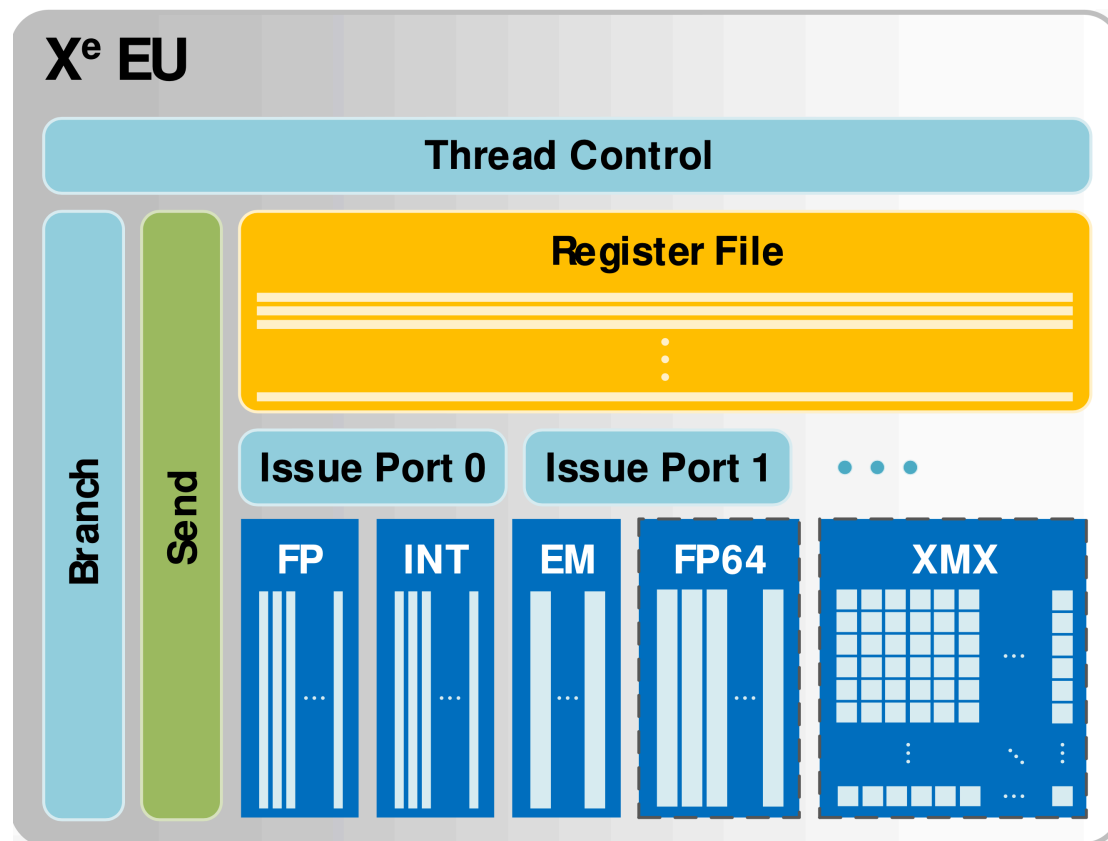 Xe EU
Thread Control
Branch
Send
Register File
Issue Port 0
Issue Port 1
FP
INT
EM
FP64
XMX